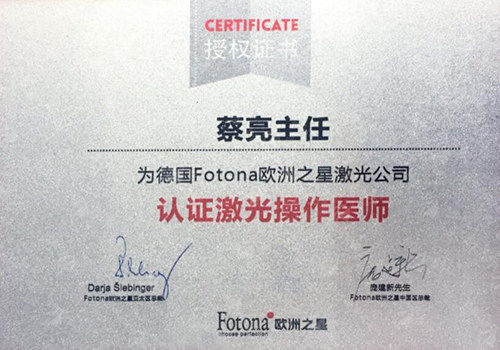 CERTIFICATE
授权证书
蔡亮主任
为德国Fotona欧洲之星激光公司
认证激光操作医师
Darja Slebinger
Fotona欧洲之星亚太区总裁
庞建新先生
Fotona欧洲之星中国区总裁
Fotona 欧洲之星
choose perfection